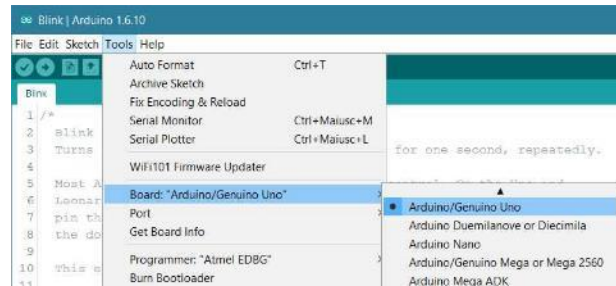 Blink | Arduino 1.6.10
File Edit Sketch Tools Help
Blink
Auto Format Ctrl+T
Archive Sketch
Fix Encoding & Reload
Serial Monitor Ctrl+Maiusc+M
Serial Plotter Ctrl+Maiusc+L
WiFi101 Firmware Updater
Board: "Arduino/Genuino Uno"
Port
Get Board Info
Programmer: "Atmel EDBG"
Burn Bootloader
Arduino/Genuino Uno
Arduino Duemilanove or Diecimila
Arduino Nano
Arduino/Genuino Mega or Mega 2560
Arduino Mega ADK
1 /*
2 Blink
3 Turns for one second, repeatedly.
4
5 Most A
6 Leonar
7 pin th
8 the do
9
10 This e
11